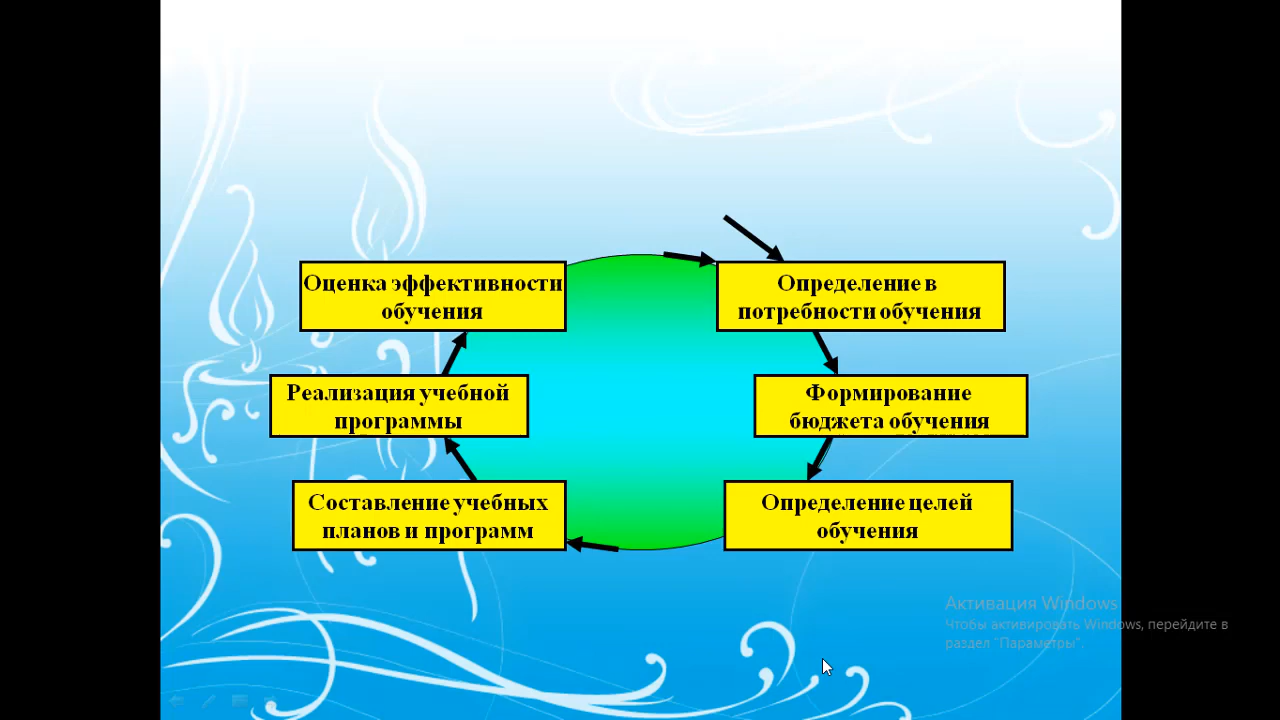 Оценка эффективности
обучения
Определение в
потребности обучения
Реализация учебной
программы
Формирование
бюджета обучения
Составление учебных
планов и программ
Определение целей
обучения
Активация Windows
Чтобы активировать Windows, перейдите в
раздел "Параметры".